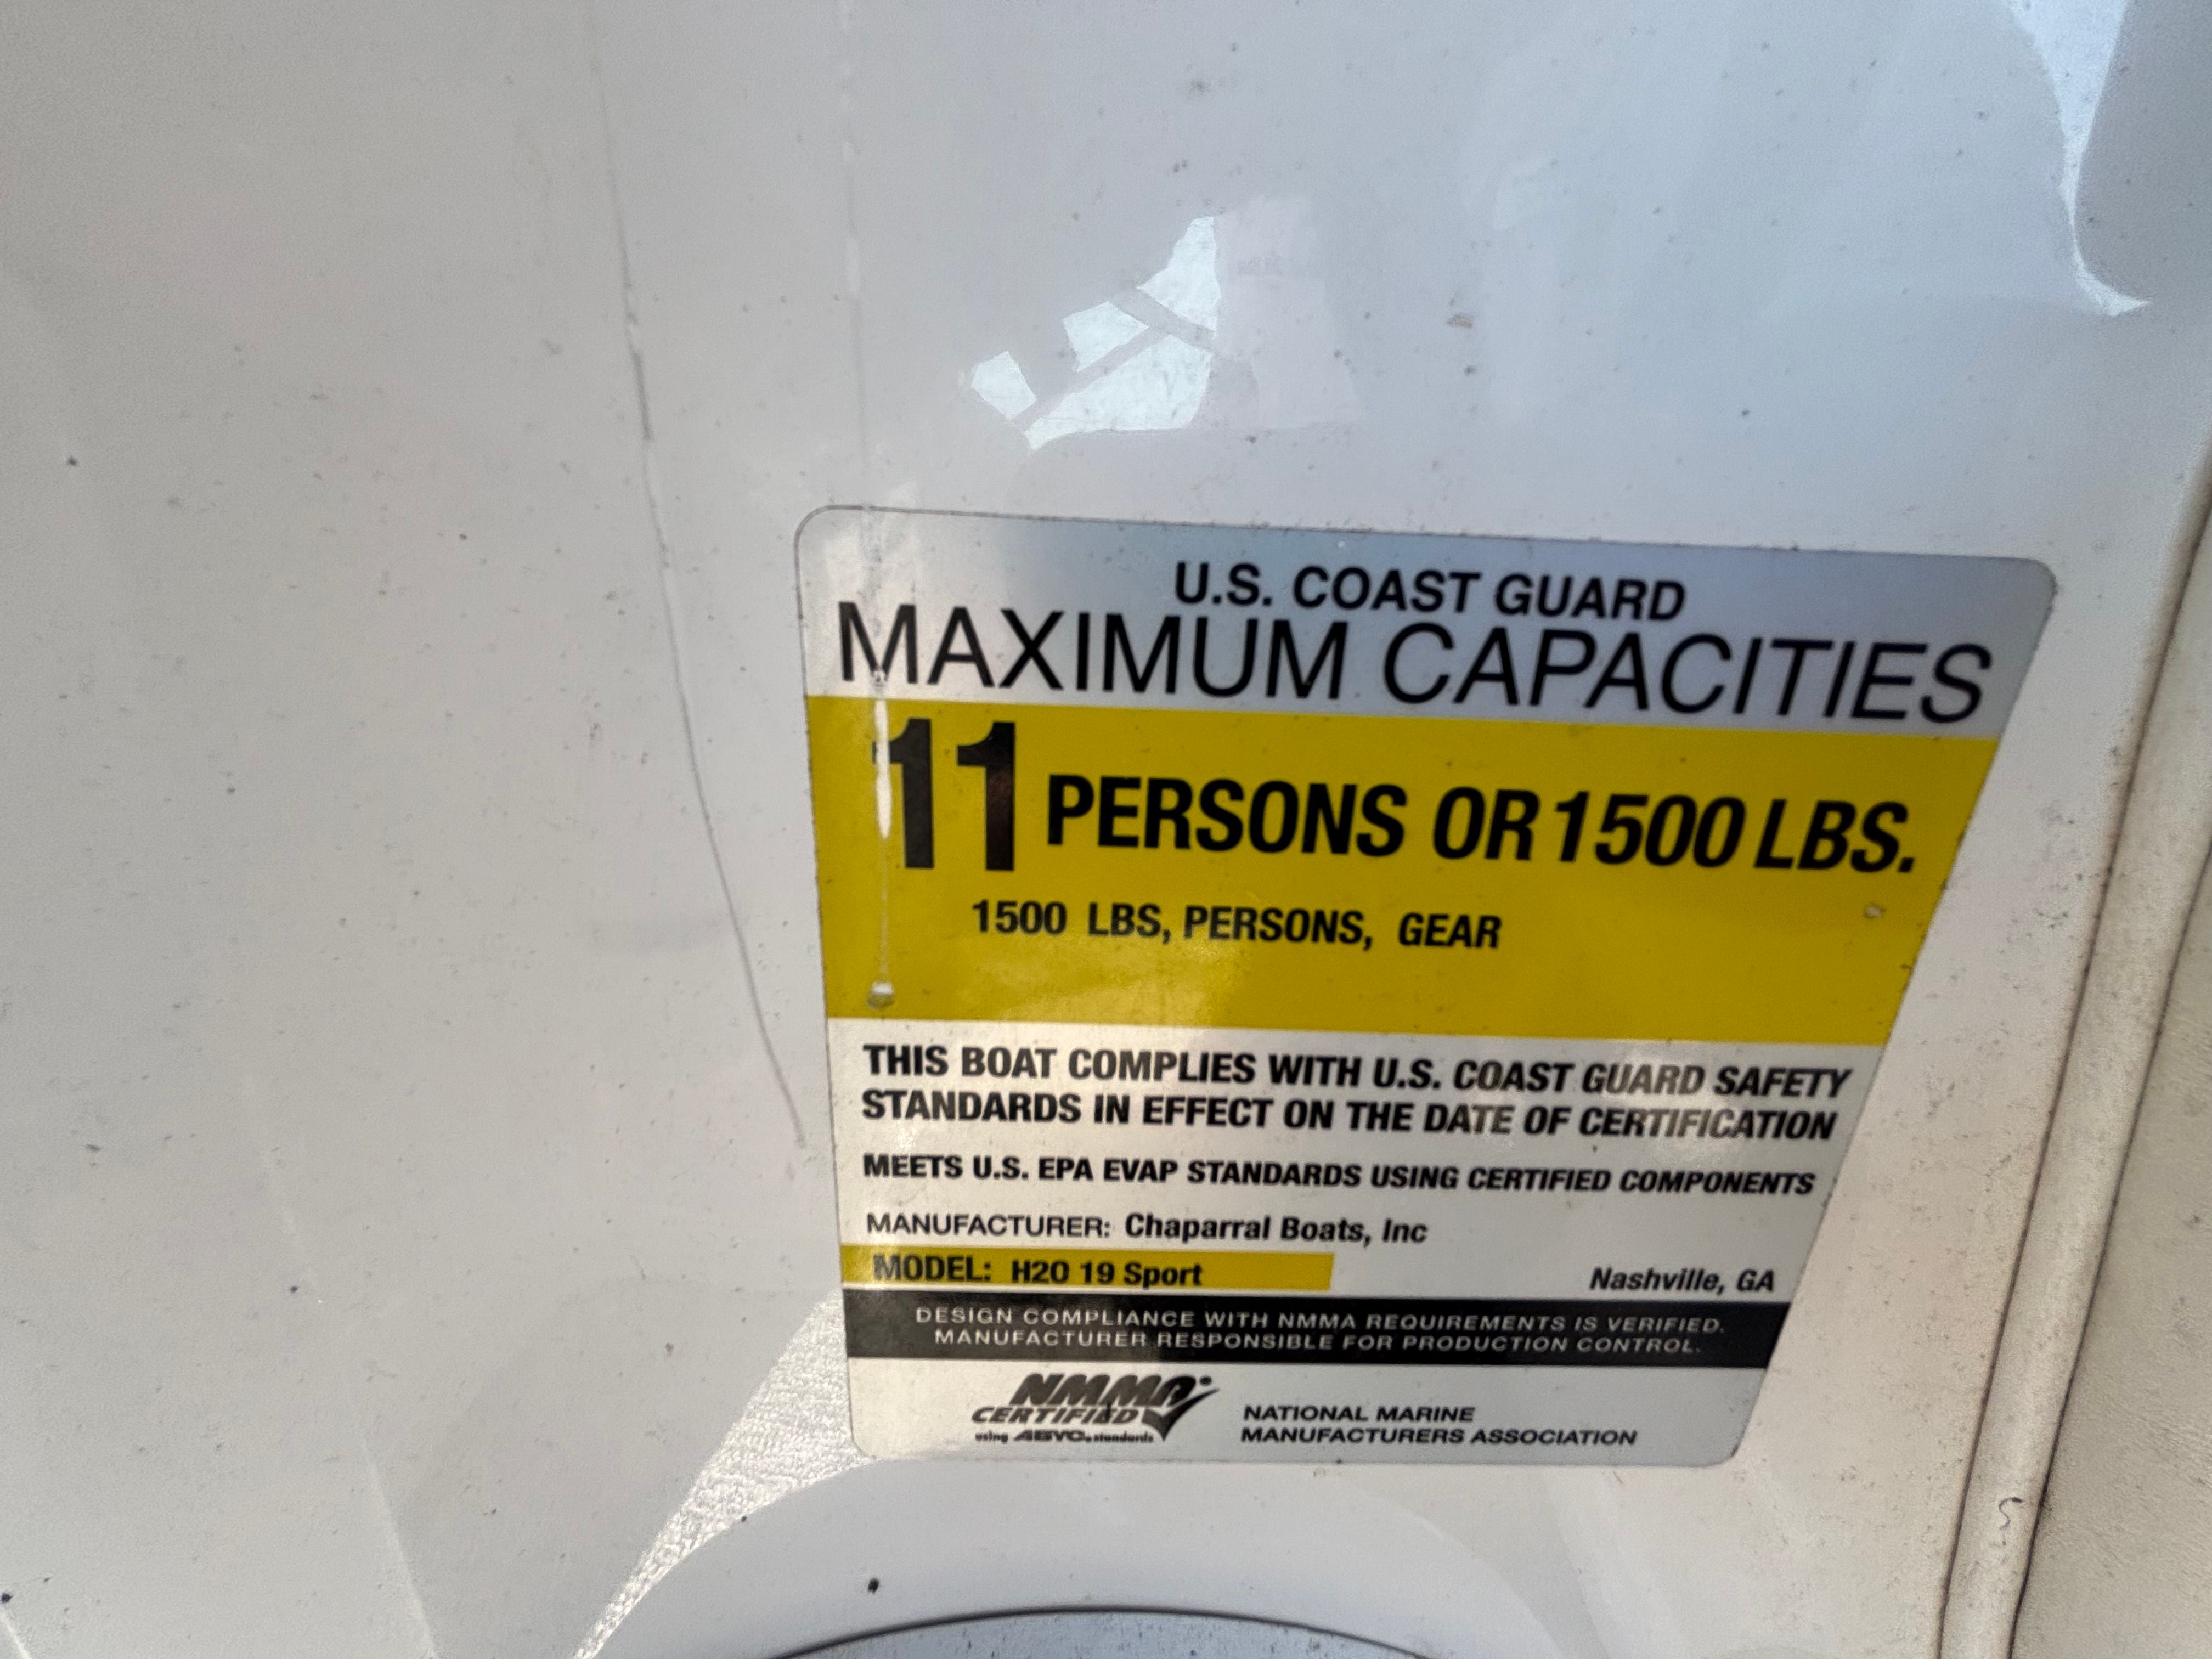 U.S. COAST GUARD
MAXIMUM CAPACITIES
11 PERSONS OR 1500 LBS.
1500 LBS, PERSONS, GEAR
THIS BOAT COMPLIES WITH U.S. COAST GUARD SAFETY
STANDARDS IN EFFECT ON THE DATE OF CERTIFICATION
MEETS U.S. EPA EVAP STANDARDS USING CERTIFIED COMPONENTS
MANUFACTURER: Chaparral Boats, Inc
MODEL: H2O 19 Sport Nashville, GA
DESIGN COMPLIANCE WITH NMMA REQUIREMENTS IS VERIFIED.
MANUFACTURER RESPONSIBLE FOR PRODUCTION CONTROL.
NMMA
CERTIFIED
using ABYC standards
NATIONAL MARINE
MANUFACTURERS ASSOCIATION